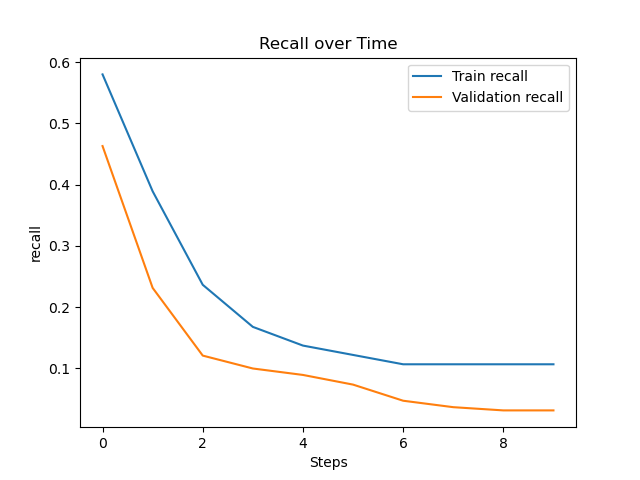 Recall over Time
Train recall
Validation recall
0.6
0.5
0.4
0.3
0.2
0.1
recall
0 2 4 6 8
Steps